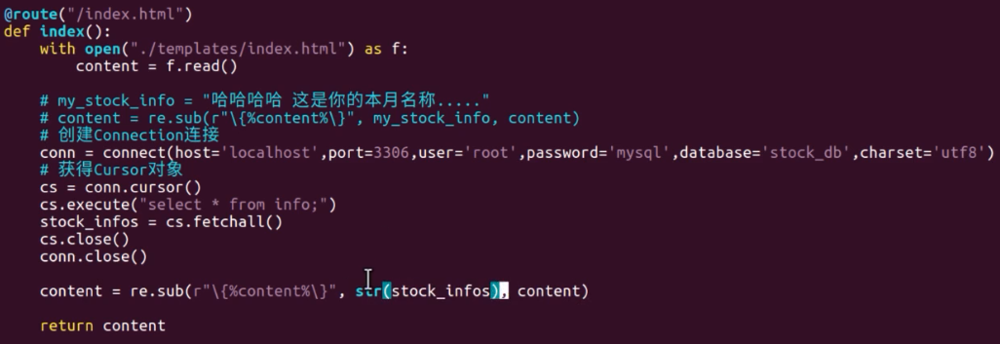 @route("/index.html")
def index():
    with open("./templates/index.html") as f:
        content = f.read()

    # my_stock_info = "哈哈哈哈 这是你的本月名称....."
    # content = re.sub(r"\{%content%\}", my_stock_info, content)
    # 创建Connection连接
    conn = connect(host='localhost',port=3306,user='root',password='mysql',database='stock_db',charset='utf8')
    # 获得Cursor对象
    cs = conn.cursor()
    cs.execute("select * from info;")
    stock_infos = cs.fetchall()
    cs.close()
    conn.close()

    content = re.sub(r"\{%content%\}", str(stock_infos), content)

    return content